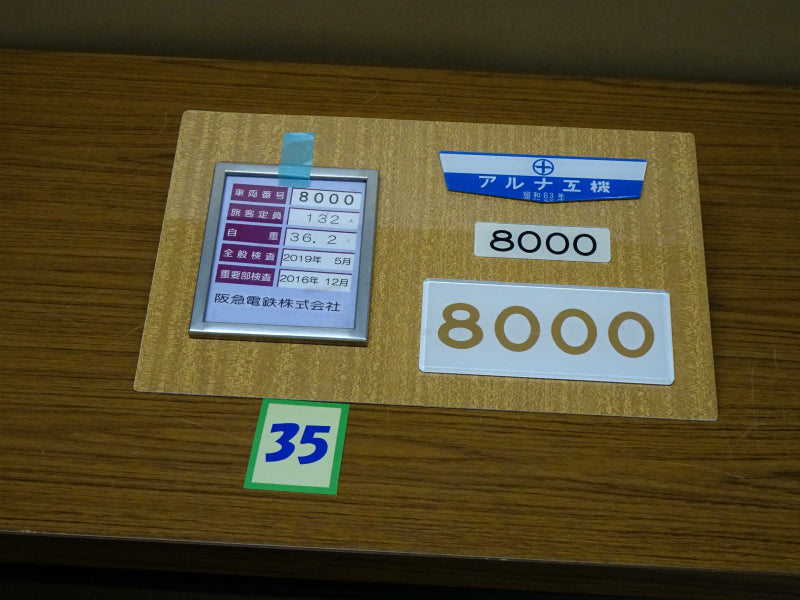 車両番号 8000
旅客定員 132 人
自重 36.2 t
全般検査 2019年 5月
重要部検査 2016年 12月
阪急電鉄株式会社
アルナ工機
昭和63年
8000
8000
35